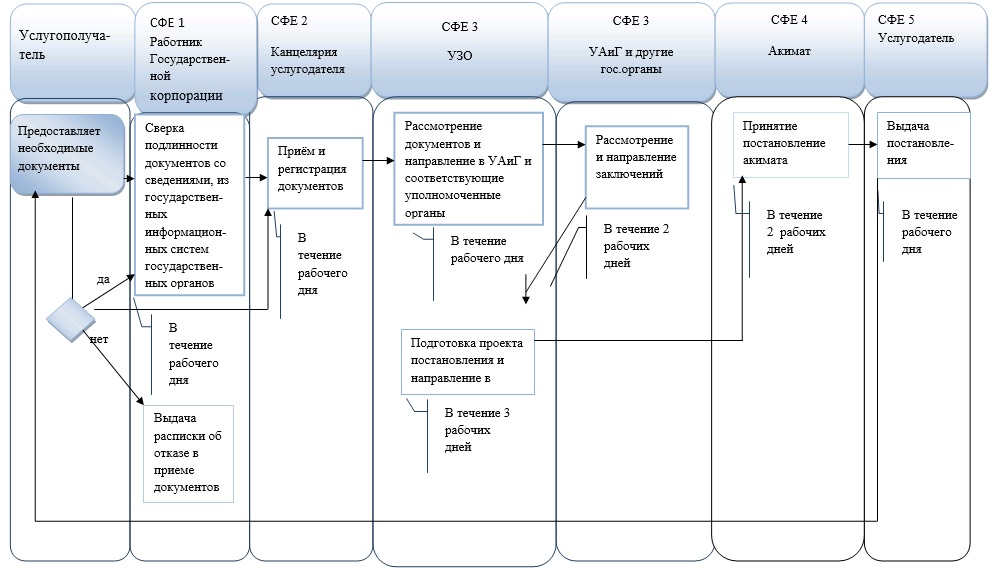 Услугополуча-
тель
СФЕ 1
Работник
Государствен-
ной
корпорации
СФЕ 2
Канцелярия
услугодателя
СФЕ 3
УЗО
СФЕ 3
УАиГ и другие
гос.органы
СФЕ 4
Акимат
СФЕ 5
Услугодатель
Предоставляет
необходимые
документы
Сверка
подлинности
документов со
сведениями, из
государствен-
ных
информацион-
ных систем
государствен-
ных органов
Приём и
регистрация
документов
Рассмотрение
документов и
направление в УАиГ и
соответствующие
уполномоченные
органы
Рассмотрение
и направление
заключений
Принятие
постановление
акимата
Выдача
постановле-
ния
В
течение
рабочего
дня
В течение
рабочего дня
В течение 2
рабочих
дней
В течение
2 рабочих
дней
В течение
рабочего
дня
да
нет
В
течение
рабочего
дня
Подготовка проекта
постановления и
направление в
В течение 3
рабочих
дней
Выдача
расписки об
отказе в
приеме
документов